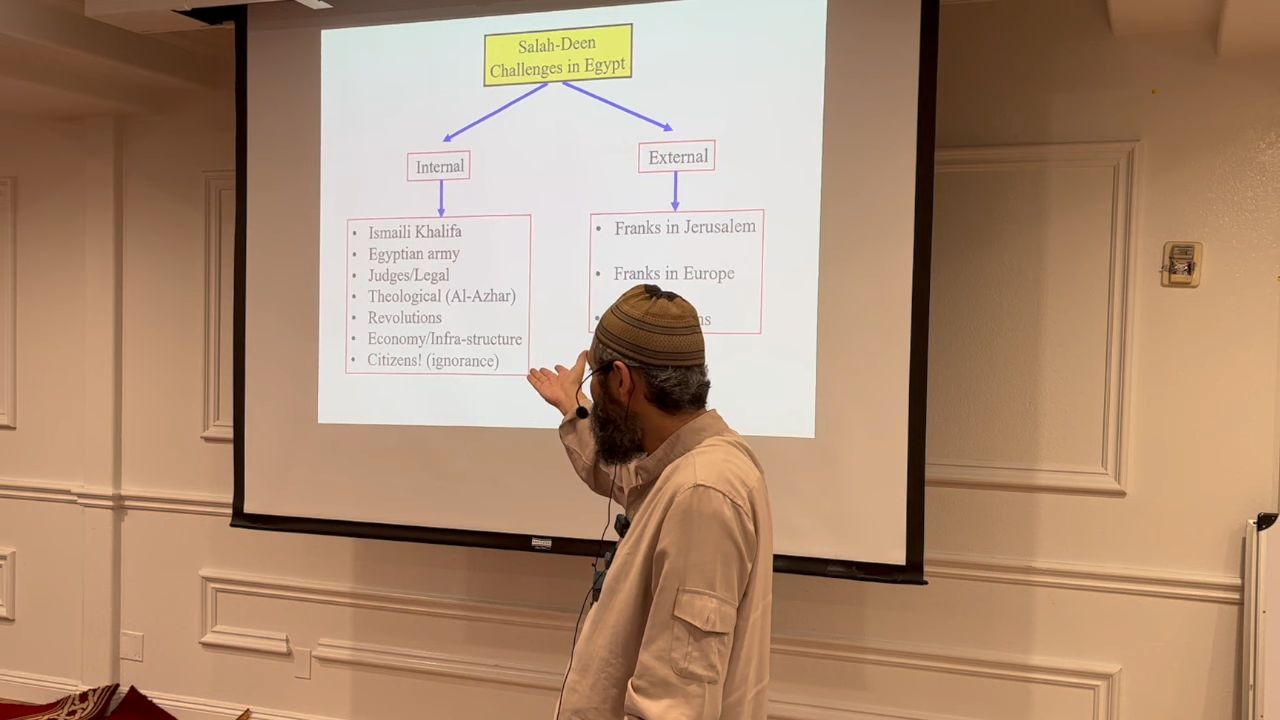 Salah-Deen
Challenges in Egypt
Internal
External
• Ismaili Khalifa
• Egyptian army
• Judges/Legal
• Theological (Al-Azhar)
• Revolutions
• Economy/Infra-structure
• Citizens! (ignorance)
• Franks in Jerusalem
• Franks in Europe